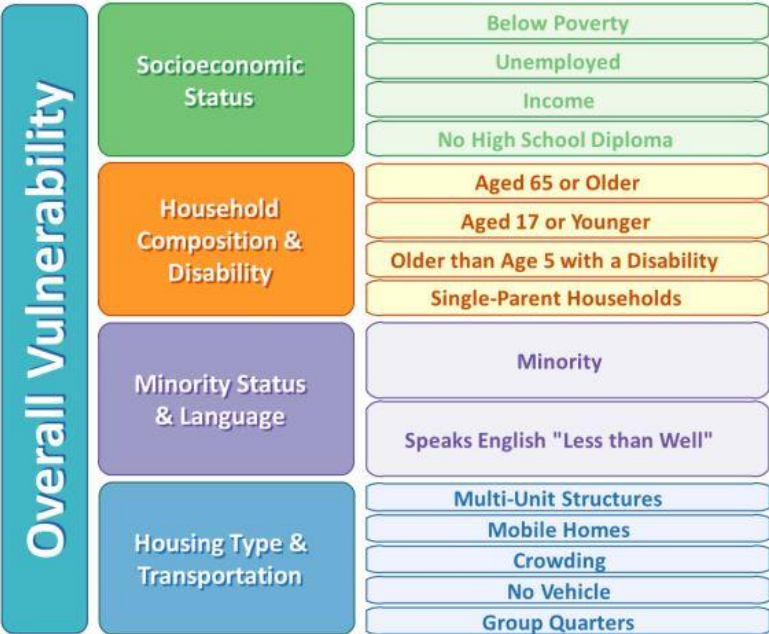 Overall Vulnerability
Socioeconomic
Status
Below Poverty
Unemployed
Income
No High School Diploma
Household
Composition &
Disability
Aged 65 or Older
Aged 17 or Younger
Older than Age 5 with a Disability
Single-Parent Households
Minority Status
& Language
Minority
Speaks English "Less than Well"
Housing Type &
Transportation
Multi-Unit Structures
Mobile Homes
Crowding
No Vehicle
Group Quarters